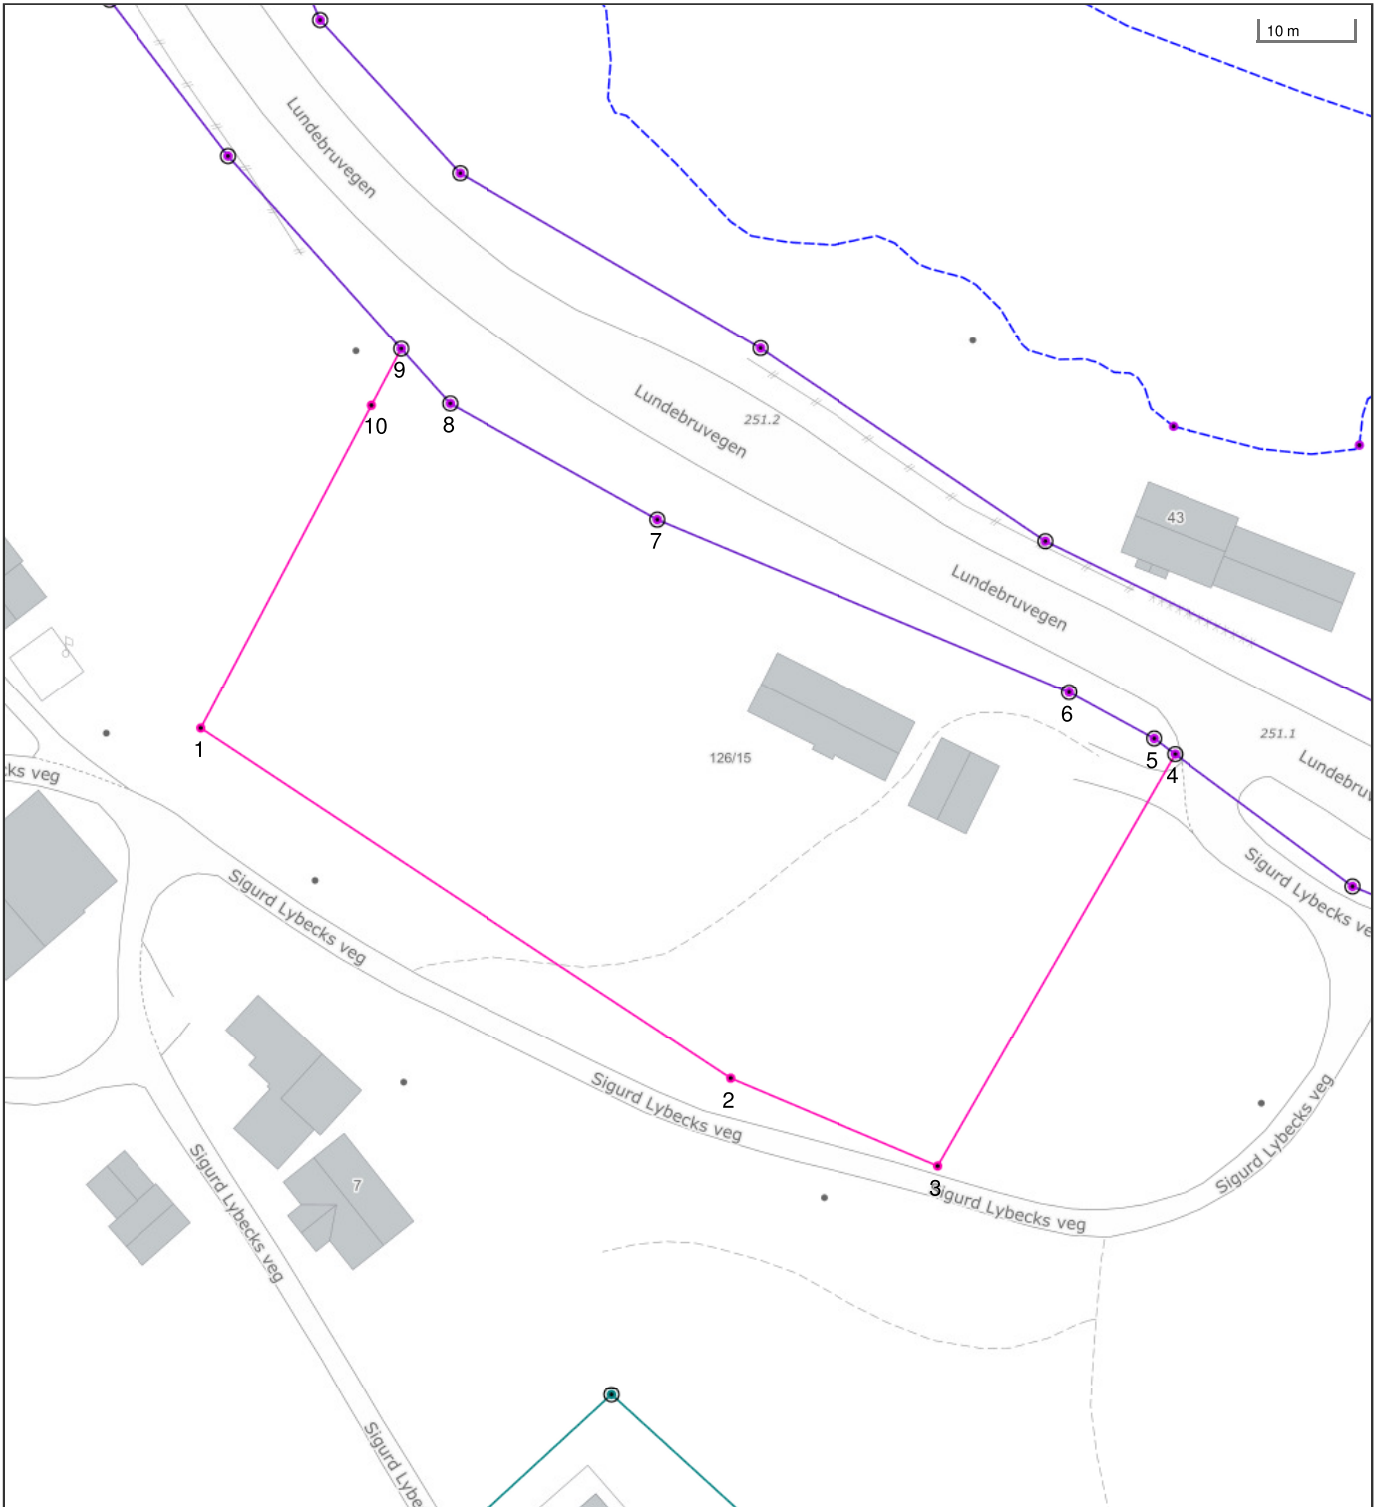 10 m
Lundebruvegen
9
10
8
Lundebruvegen
251.2
43
7
Lundebruvegen
6
251.1
5
4
1
126/15
Lundebruv
ks veg
Sigurd Lybecks ve
Sigurd Lybecks veg
2
Sigurd Lybecks veg
Sigurd Lybecks veg
3
Sigurd Lybecks veg
7
Sigurd Lybecks veg
Sigurd Lybe